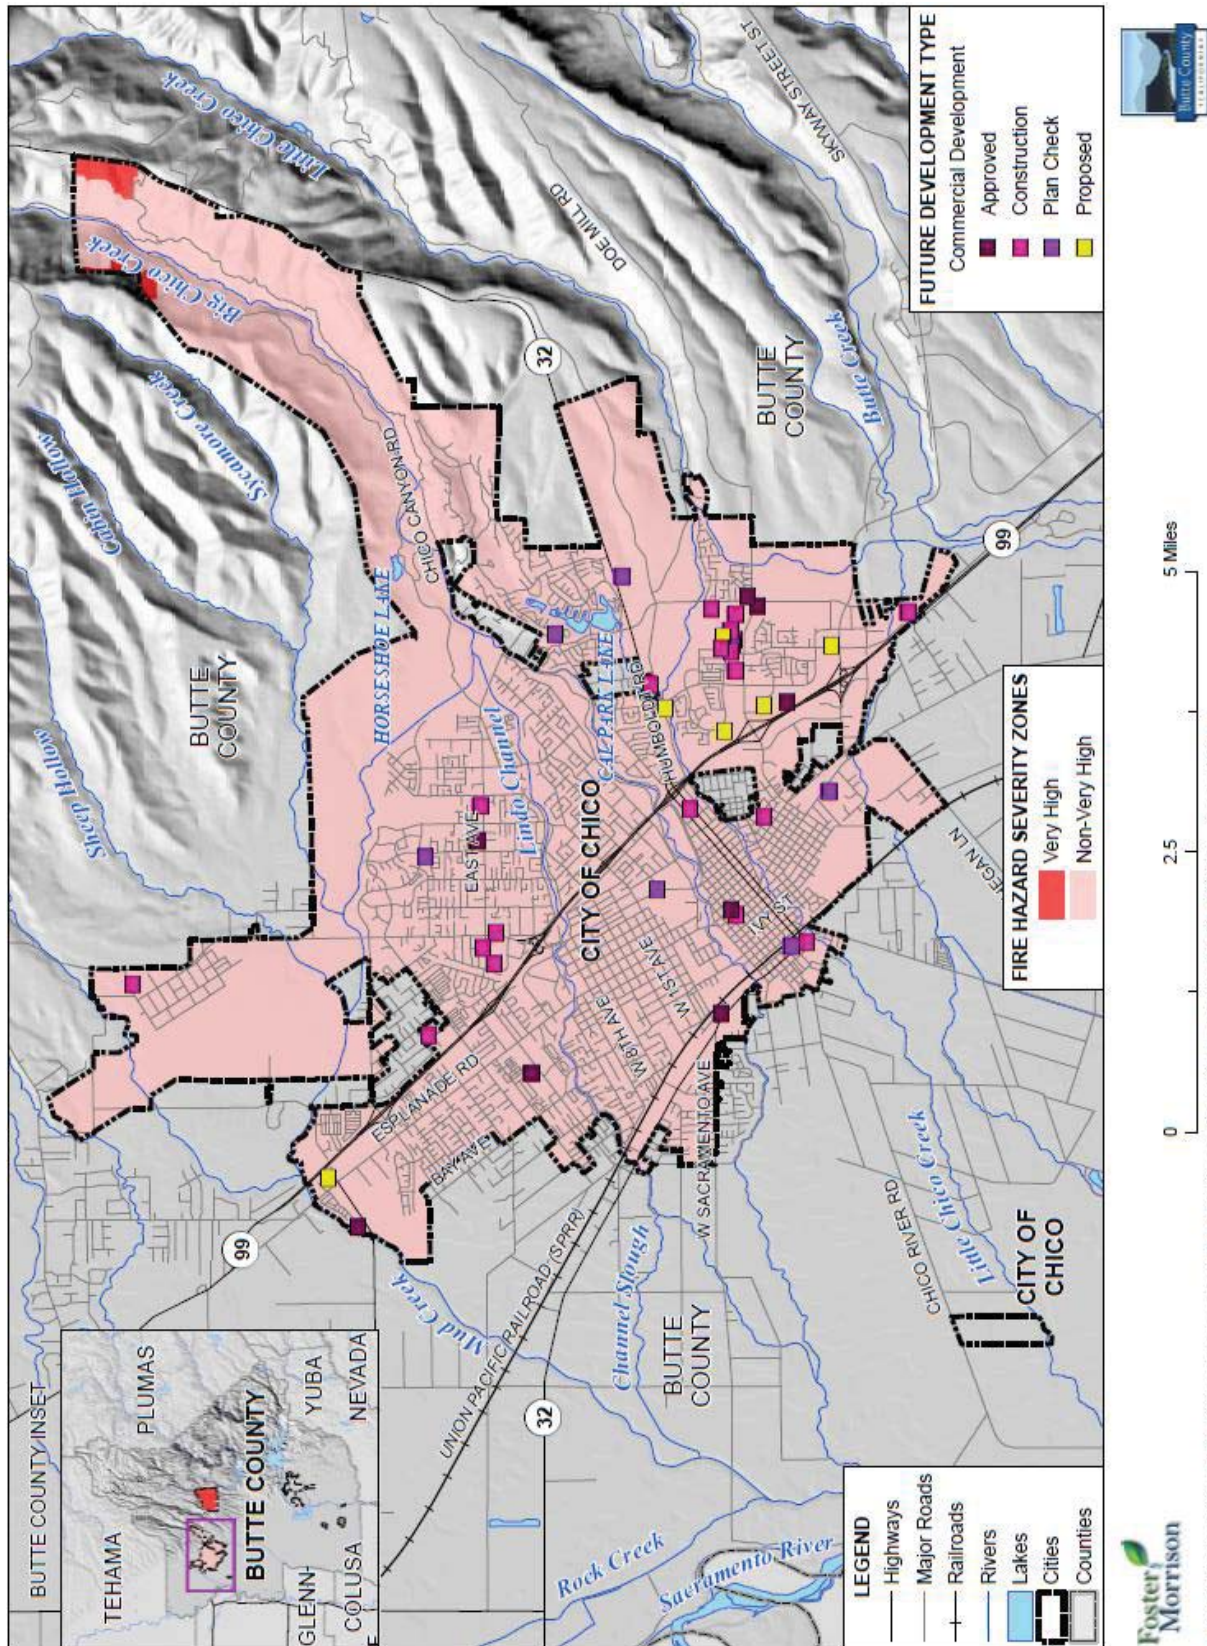 BUTTE COUNTY INSET
TEHAMA
PLUMAS
BUTTE COUNTY
GLENN
COLUSA
YUBA
NEVADA
Sheep Hollow
Cabin Hollow
Sycamore Creek
Big Chico Creek
Little Chico Creek
99
BUTTE
COUNTY
HORSESHOE LAKE
CHICO CANYON RD
32
DOE MILL RD
SKYWAY STREET ST
ESPLANADE RD
BAY AVE
EAST AVE
Lindo Channel
CITY OF CHICO
CAL PARK LAKE
HUMBOLDT RD
BUTTE
COUNTY
Butte Creek
Mud Creek
UNION PACIFIC RAILROAD (SPRR)
W 8TH AVE
W 1ST AVE
W SACRAMENTO AVE
32
Channel Slough
BUTTE
COUNTY
HEGAN LN
99
Rock Creek
Sacramento River
CHICO RIVER RD
Little Chico Creek
CITY OF
CHICO
LEGEND
Highways
Major Roads
Railroads
Rivers
Lakes
Cities
Counties
FIRE HAZARD SEVERITY ZONES
Very High
Non-Very High
FUTURE DEVELOPMENT TYPE
Commercial Development
Approved
Construction
Plan Check
Proposed
Foster
Morrison
0
2.5
5 Miles
Butte County
CALIFORNIA